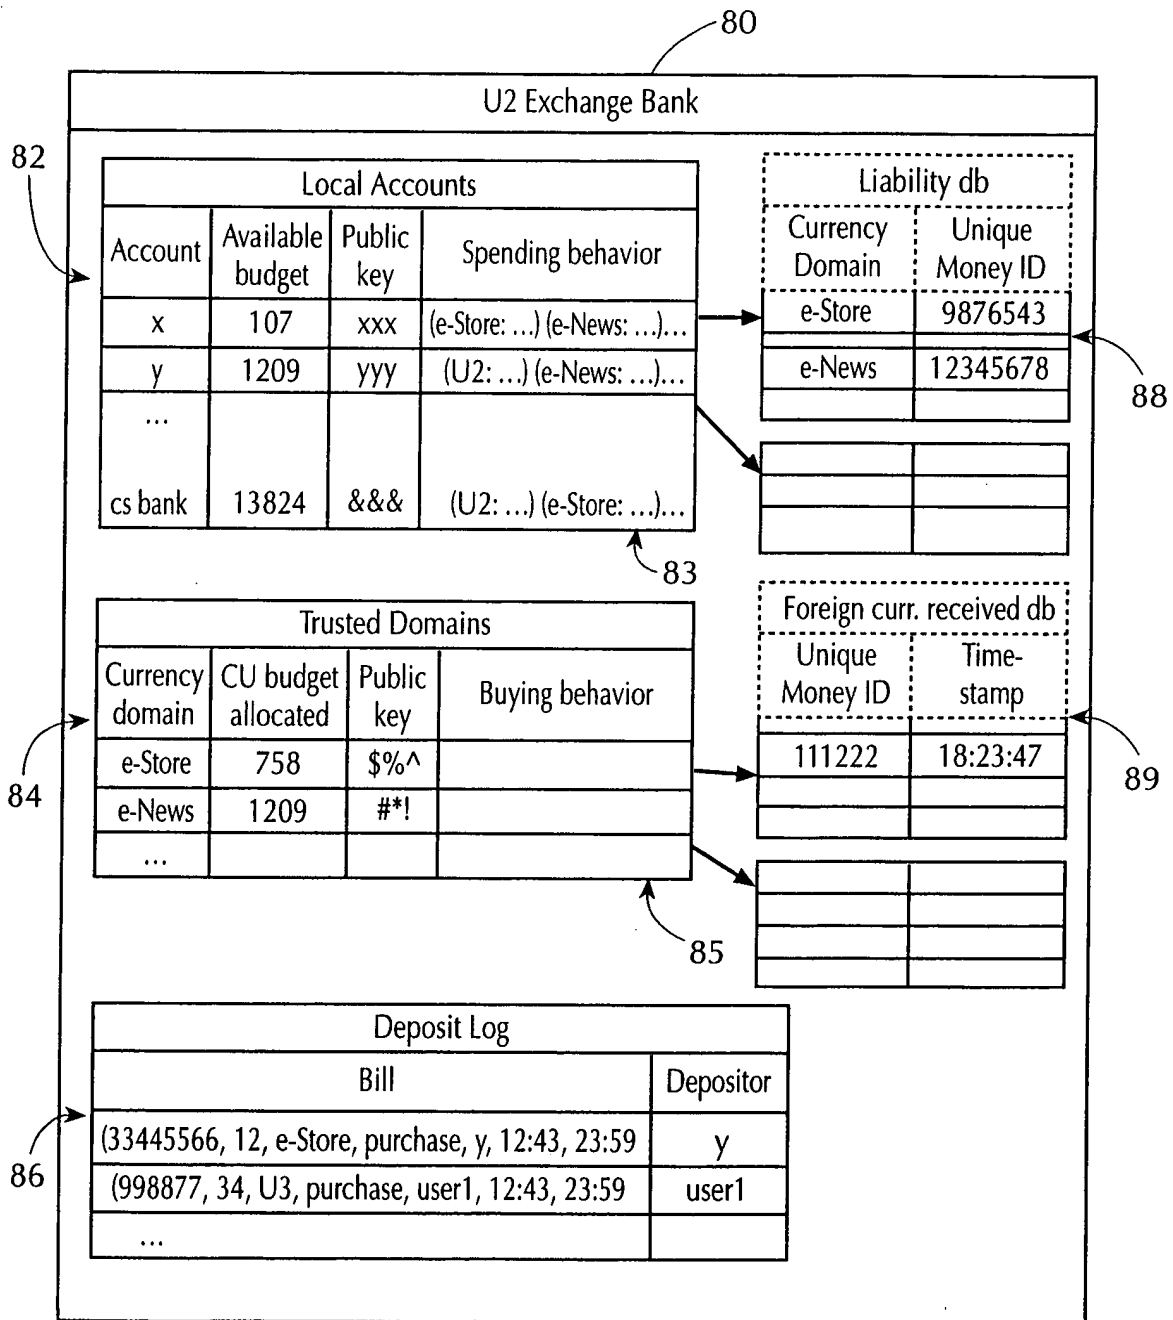 80
U2 Exchange Bank
82
Local Accounts
Account
Available
budget
Public
key
Spending behavior
x
107
xxx
(e-Store: ...) (e-News: ...)...
y
1209
yyy
(U2: ...) (e-News: ...)...
...
cs bank
13824
&&&
(U2: ...) (e-Store: ...)...
83
Liability db
Currency
Domain
Unique
Money ID
e-Store
9876543
e-News
12345678
88
Trusted Domains
Currency
domain
CU budget
allocated
Public
key
Buying behavior
e-Store
758
$%^
e-News
1209
#*!
...
84
85
Foreign curr. received db
Unique
Money ID
Time-
stamp
111222
18:23:47
89
Deposit Log
Bill
Depositor
(33445566, 12, e-Store, purchase, y, 12:43, 23:59
y
(998877, 34, U3, purchase, user1, 12:43, 23:59
user1
...
86